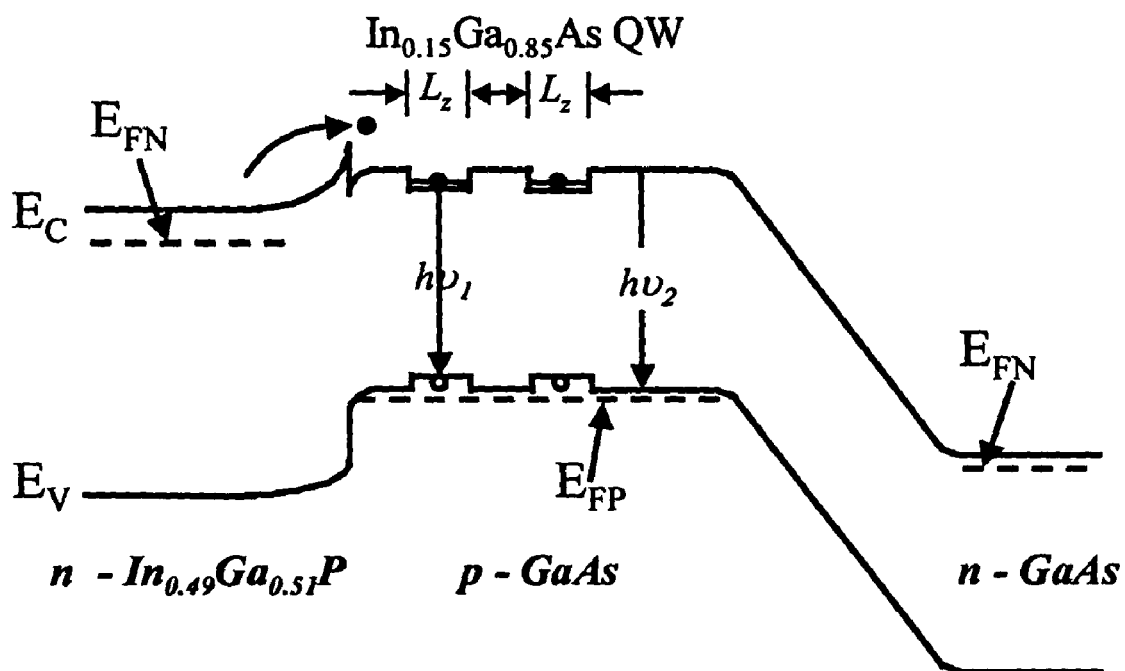 In0.15Ga0.85As QW
Lz Lz
EFN
EC
hυ1 hυ2
EFN
EV
EFP
n - In0.49Ga0.51P p - GaAs n - GaAs